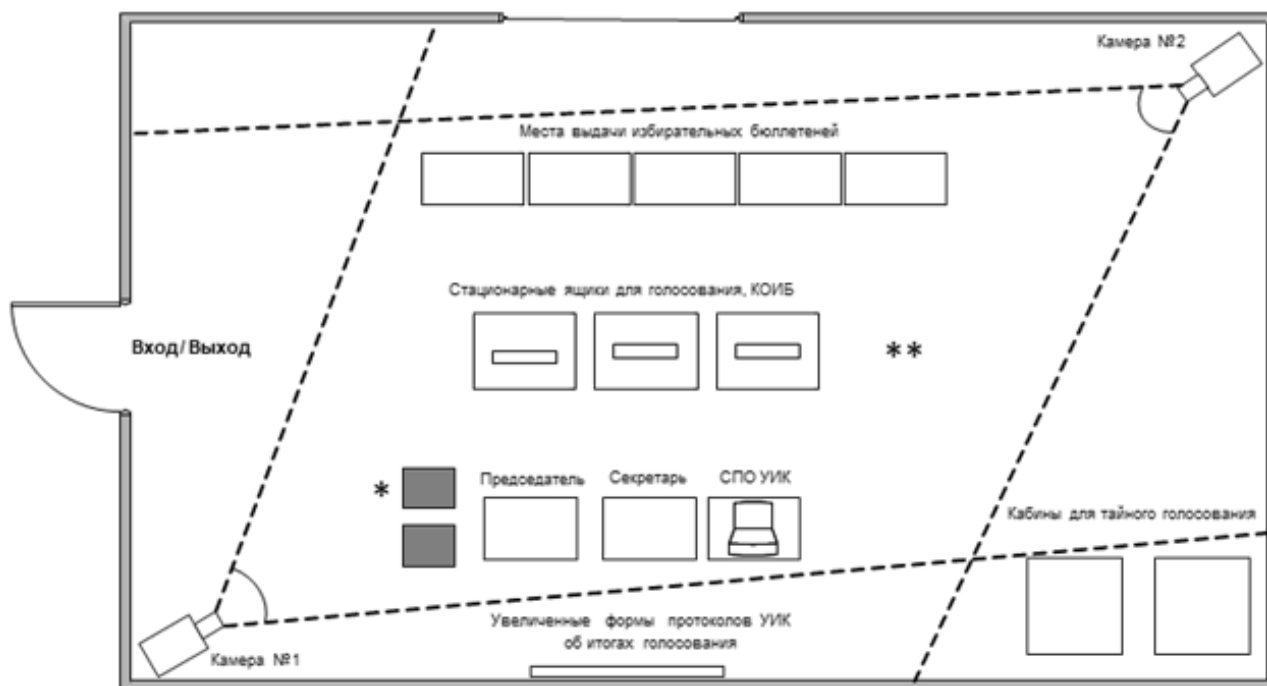 Камера №2
Места выдачи избирательных бюллетеней
Стационарные ящики для голосования, КОИБ
Вход/Выход
**
*
Председатель
Секретарь
СПО УИК
Кабины для тайного голосования
Увеличенные формы протоколов УИК
об итогах голосования
Камера №1